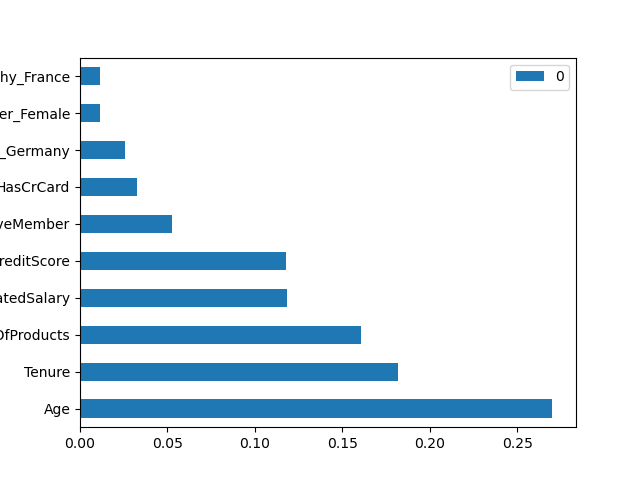 hy_France
er_Female
_Germany
HasCrCard
veMember
reditScore
atedSalary
OfProducts
Tenure
Age
0
0.00 0.05 0.10 0.15 0.20 0.25